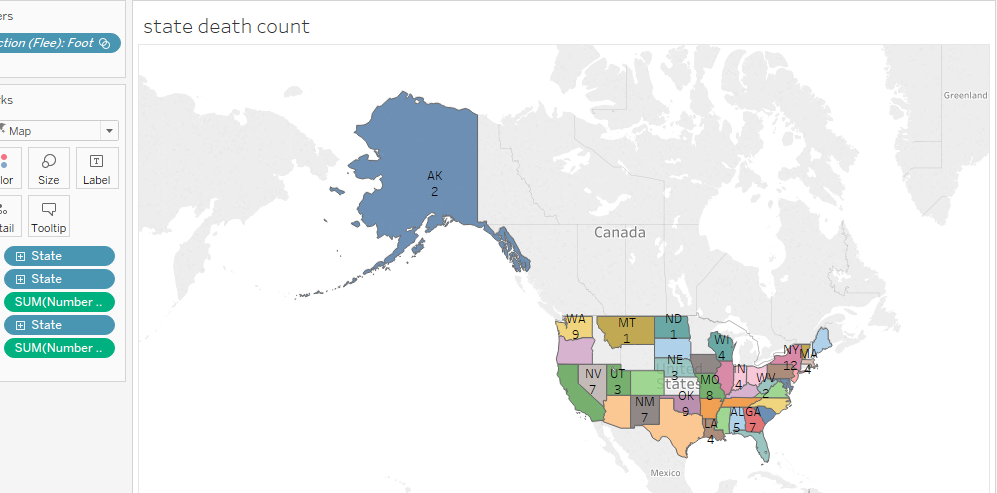 ers
state death count
ction (Flee): Foot
Greenland
rks
Map
lor
Size
Label
AK
2
tail
Tooltip
Canada
State
State
SUM(Number ..
State
SUM(Number ..
WA
9
MT
1
ND
1
WI
4
NY
12
MA
4
NE
3
United
States
IN
4
WV
2
NV
7
UT
3
MO
8
OK
9
NM
7
LA
4
AL
5
GA
7
Mexico